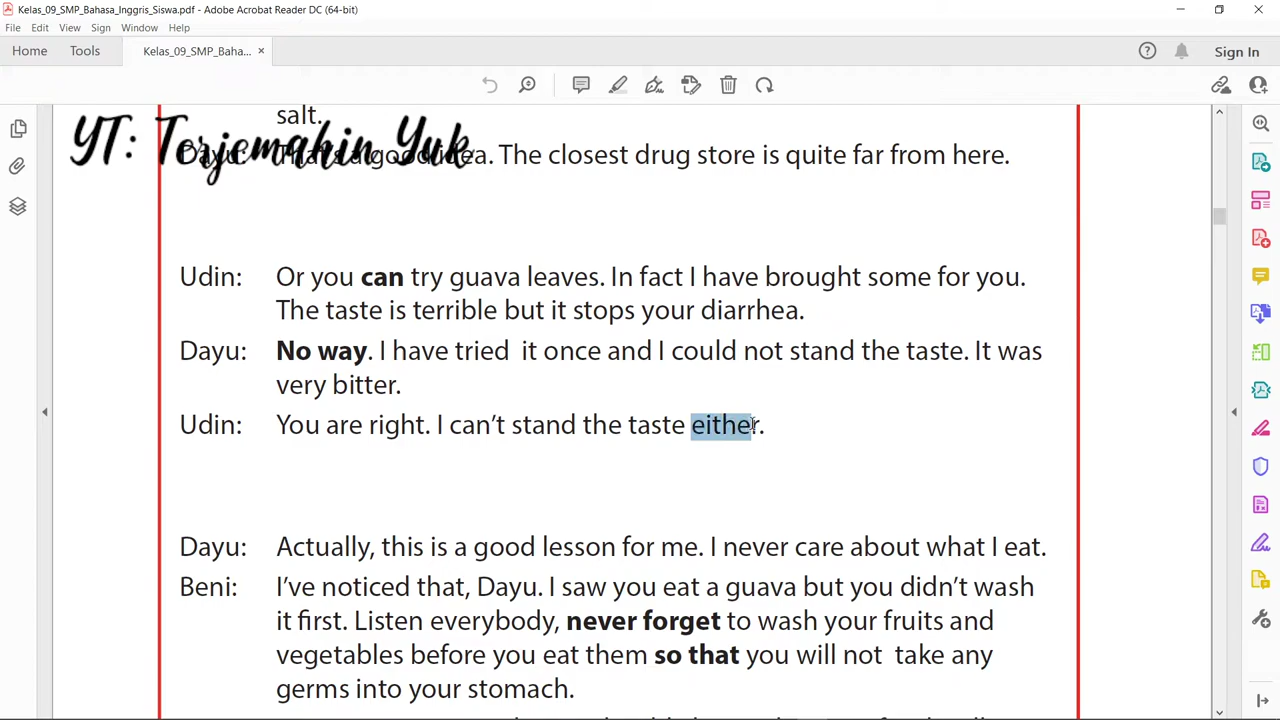 Kelas_09_SMP_Bahasa_Inggris_Siswa.pdf - Adobe Acrobat Reader DC (64-bit)
File Edit View Sign Window Help
Home Tools Kelas_09_SMP_Baha... × Sign In
salt.
YT: Terjemahin Yuk
Dayu: That's a good idea. The closest drug store is quite far from here.
Udin: Or you can try guava leaves. In fact I have brought some for you.
The taste is terrible but it stops your diarrhea.
Dayu: No way. I have tried it once and I could not stand the taste. It was
very bitter.
Udin: You are right. I can't stand the taste either.
Dayu: Actually, this is a good lesson for me. I never care about what I eat.
Beni: I've noticed that, Dayu. I saw you eat a guava but you didn't wash
it first. Listen everybody, never forget to wash your fruits and
vegetables before you eat them so that you will not take any
germs into your stomach.